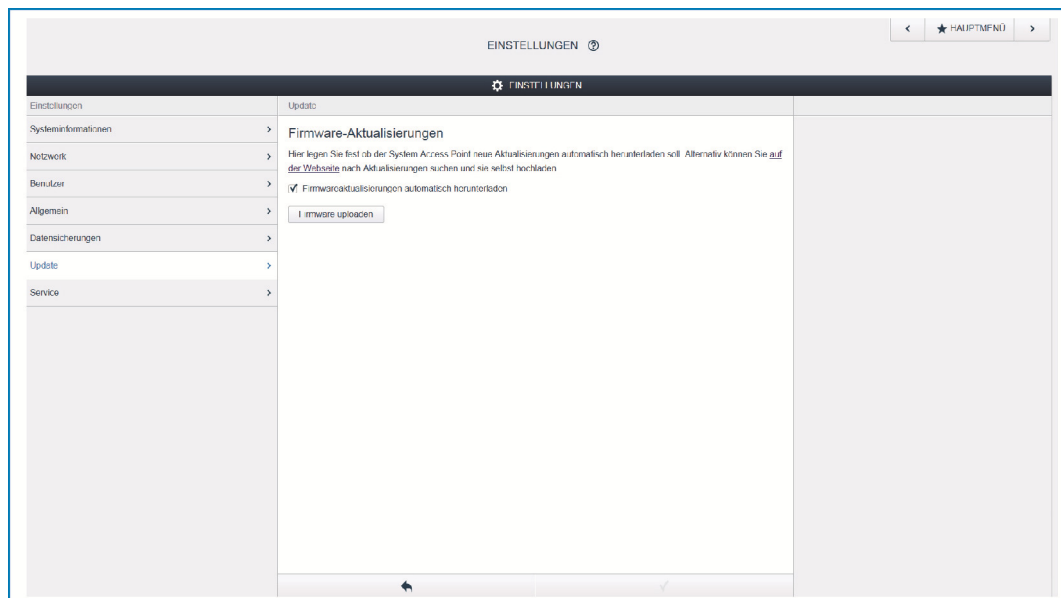 HAUPTMENÜ
EINSTELLUNGEN
EINSTELLUNGEN
Einstellungen
Update
Systeminformationen
Netzwork
Benutzer
Allgemein
Datensicherungen
Update
Service
Firmware-Aktualisierungen
Hier legen Sie fest ob der System Access Point neue Aktualisierungen automatisch herunterladen soll. Alternativ können Sie auf
der Webseite nach Aktualisierungen suchen und sie selbst hochladen
Firmwareaktualisierungen automatisch herunterladen
Firmware uploaden